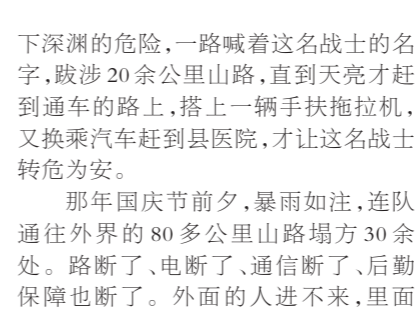 下深渊的危险，一路喊着这名战士的名
字，跋涉20余公里山路，直到天亮才赶
到通车的路上，搭上一辆手扶拖拉机，
又换乘汽车赶到县医院，才让这名战士
转危为安。
那年国庆节前夕，暴雨如注，连队
通往外界的80多公里山路塌方30余
处。路断了、电断了、通信断了、后勤
保障也断了。外面的人进不来，里面